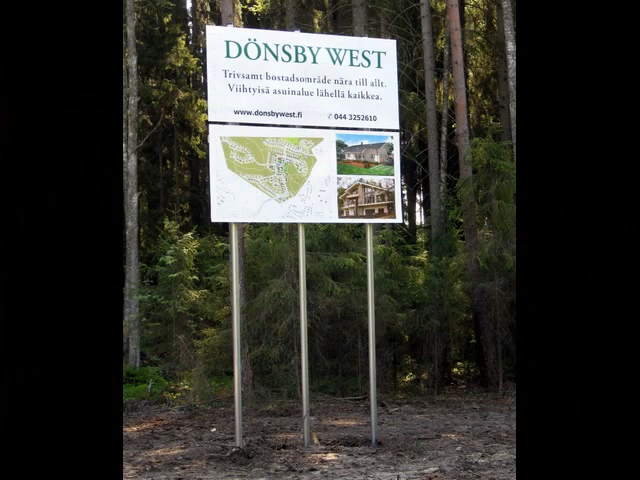 DÖNSBY WEST
Trivsamt bostadsområde nära till allt.
Viihtyisä asuinalue lähellä kaikkea.
www.donsbywest.fi ✆ 044 3252610